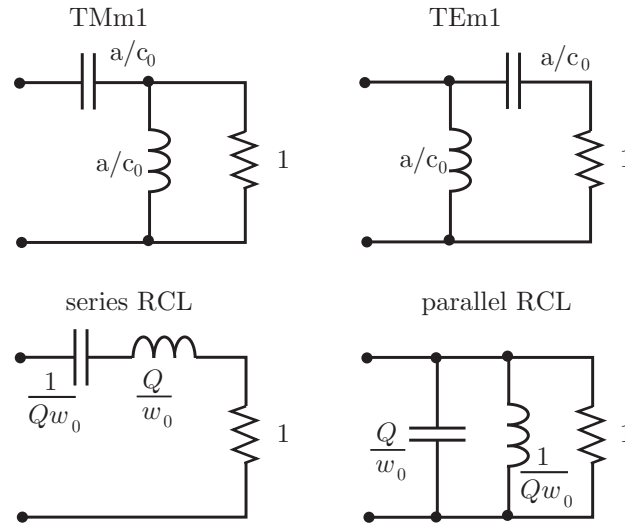 TMm1
TEm1
a/c₀
a/c₀
a/c₀
1
a/c₀
1
series RCL
parallel RCL
1/Qw₀
Q/w₀
1
Q/w₀
1/Qw₀
1